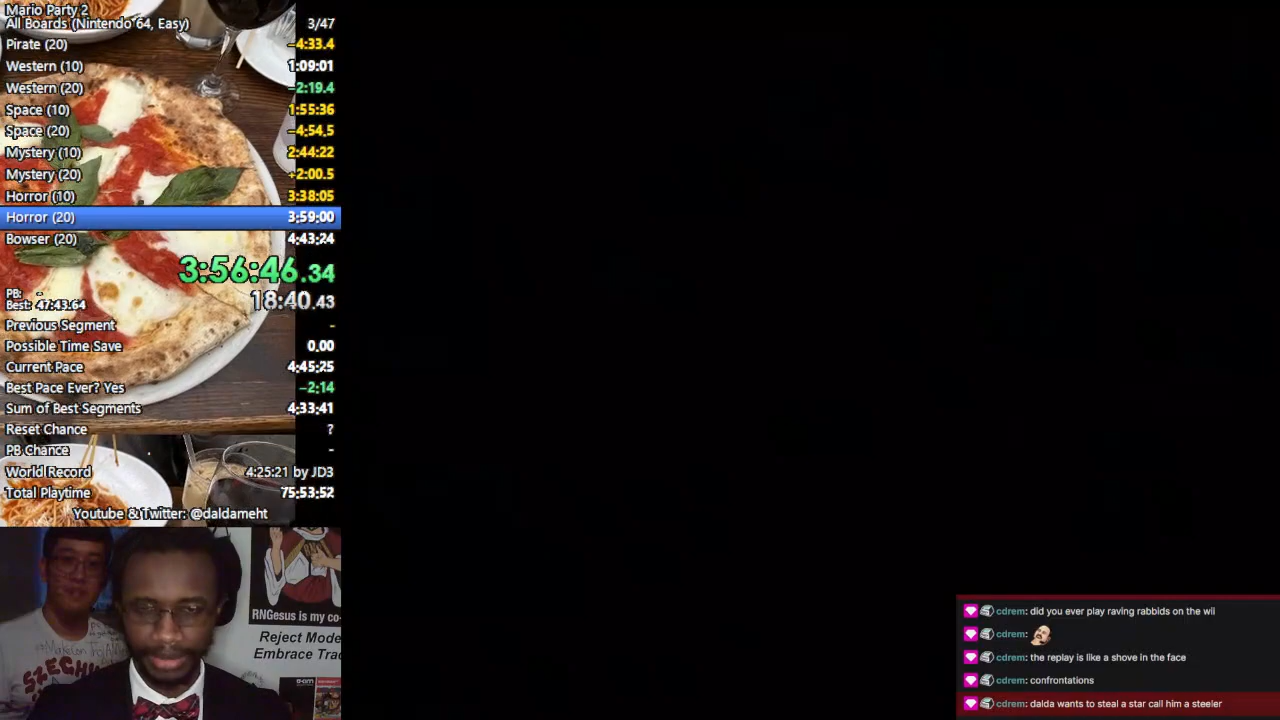 Mario Party 2
All Boards (Nintendo 64, Easy) 3/47
Pirate (20) −4:33.4
Western (10) 1:09:01
Western (20) −2:19.4
Space (10) 1:55:36
Space (20) −4:54.5
Mystery (10) 2:44:22
Mystery (20) +2:00.5
Horror (10) 3:38:05
Horror (20) 3:59:00
Bowser (20) 4:43:24
3:56:46.34
PB: -
Best: 47:43.64
18:40.43
Previous Segment -
Possible Time Save 0.00
Current Pace 4:45:25
Best Pace Ever? Yes −2:14
Sum of Best Segments 4:33:41
Reset Chance ?
PB Chance -
World Record 4:25:21 by JD3
Total Playtime 75:53:52
Youtube & Twitter: @daldameht
RNGesus is my co-
Reject Mode
Embrace Tra
cdrem: did you ever play raving rabbids on the wil
cdrem:
cdrem: the replay is like a shove in the face
cdrem: confrontations
cdrem: dalda wants to steal a star call him a steeler